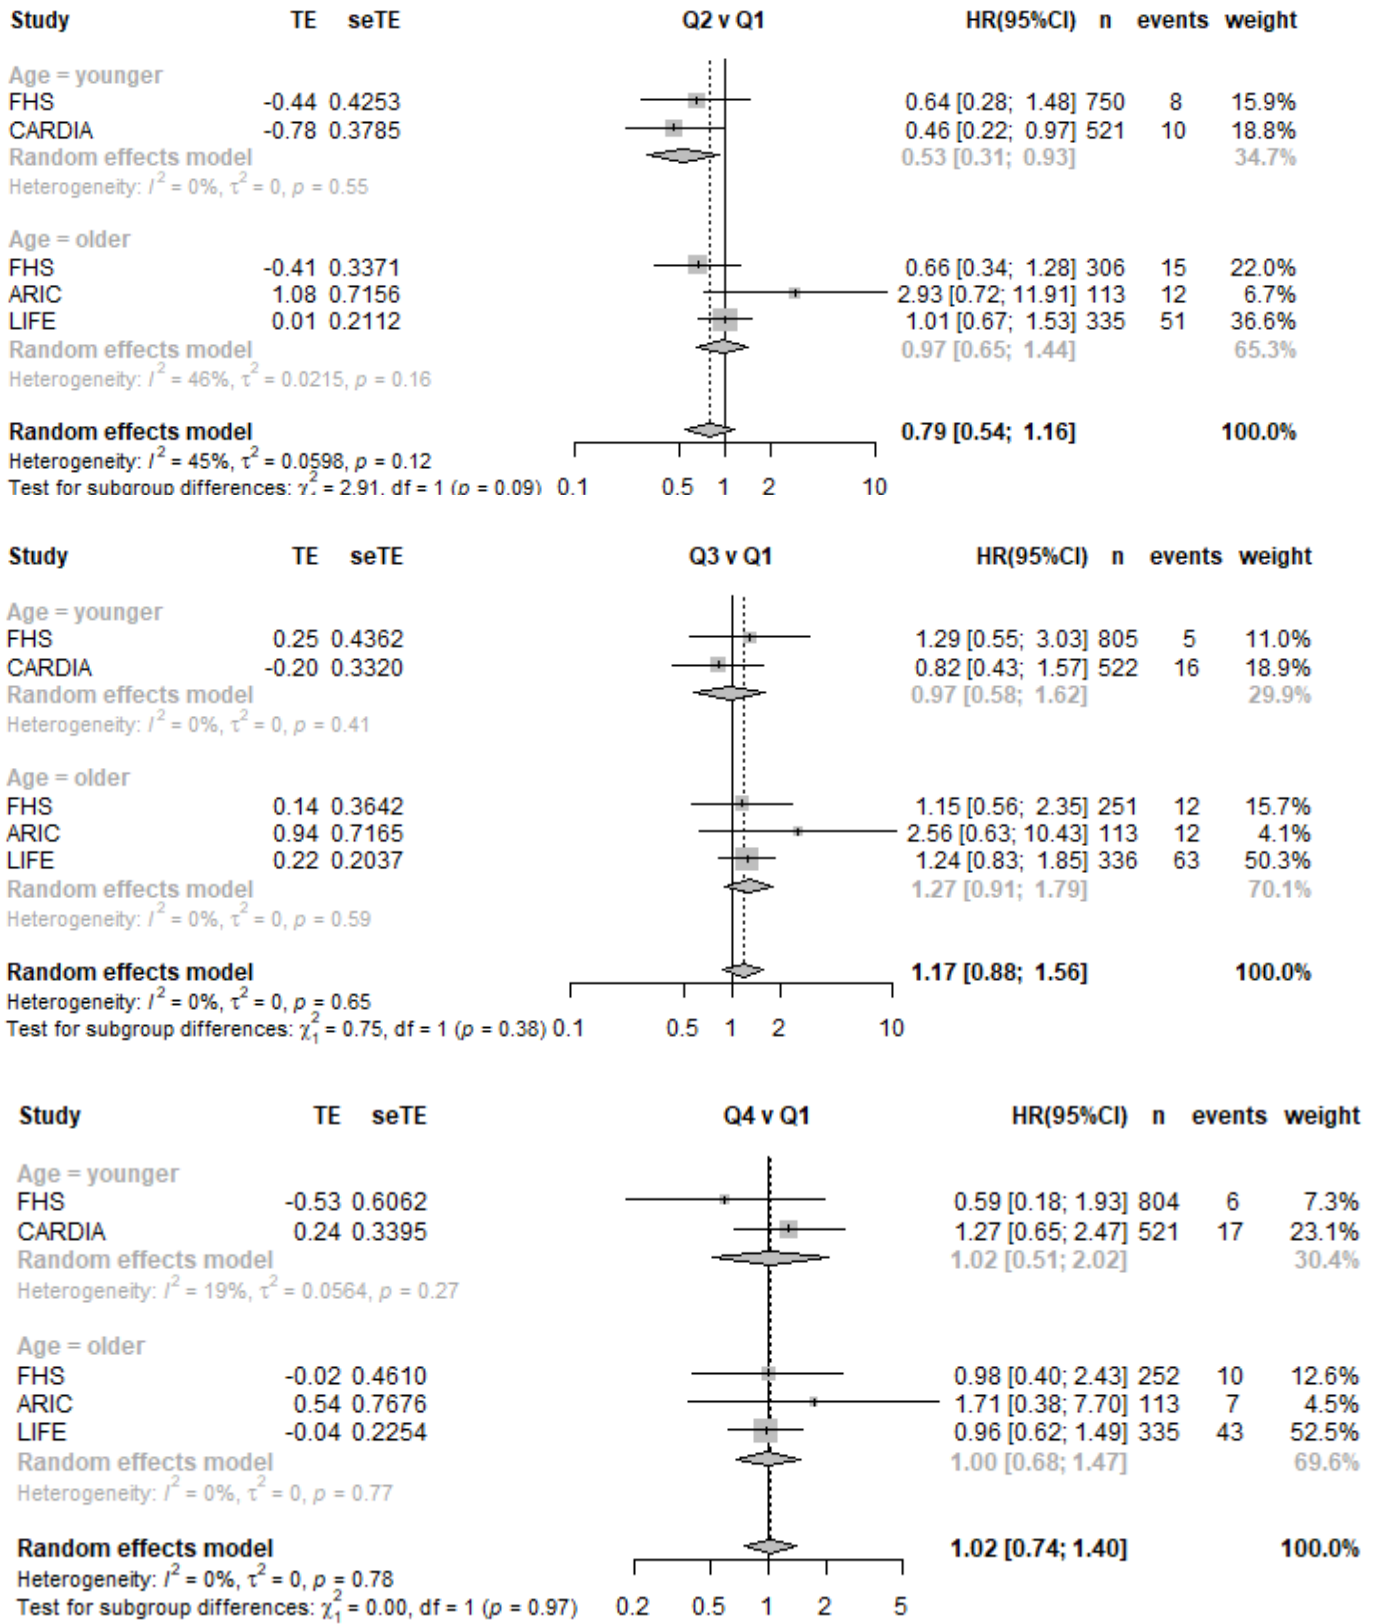 Study TE seTE Q2 v Q1 HR(95%CI) n events weight
Age = younger
FHS -0.44 0.4253 0.64 [0.28; 1.48] 750 8 15.9%
CARDIA -0.78 0.3785 0.46 [0.22; 0.97] 521 10 18.8%
Random effects model 0.53 [0.31; 0.93] 34.7%
Heterogeneity: I² = 0%, τ² = 0, p = 0.55
Age = older
FHS -0.41 0.3371 0.66 [0.34; 1.28] 306 15 22.0%
ARIC 1.08 0.7156 2.93 [0.72; 11.91] 113 12 6.7%
LIFE 0.01 0.2112 1.01 [0.67; 1.53] 335 51 36.6%
Random effects model 0.97 [0.65; 1.44] 65.3%
Heterogeneity: I² = 46%, τ² = 0.0215, p = 0.16
Random effects model 0.79 [0.54; 1.16] 100.0%
Heterogeneity: I² = 45%, τ² = 0.0598, p = 0.12
Test for subgroup differences: χ² = 2.91, df = 1 (p = 0.09) 0.1 0.5 1 2 10
Study TE seTE Q3 v Q1 HR(95%CI) n events weight
Age = younger
FHS 0.25 0.4362 1.29 [0.55; 3.03] 805 5 11.0%
CARDIA -0.20 0.3320 0.82 [0.43; 1.57] 522 16 18.9%
Random effects model 0.97 [0.58; 1.62] 29.9%
Heterogeneity: I² = 0%, τ² = 0, p = 0.41
Age = older
FHS 0.14 0.3642 1.15 [0.56; 2.35] 251 12 15.7%
ARIC 0.94 0.7165 2.56 [0.63; 10.43] 113 12 4.1%
LIFE 0.22 0.2037 1.24 [0.83; 1.85] 336 63 50.3%
Random effects model 1.27 [0.91; 1.79] 70.1%
Heterogeneity: I² = 0%, τ² = 0, p = 0.59
Random effects model 1.17 [0.88; 1.56] 100.0%
Heterogeneity: I² = 0%, τ² = 0, p = 0.65
Test for subgroup differences: χ₁² = 0.75, df = 1 (p = 0.38) 0.1 0.5 1 2 10
Study TE seTE Q4 v Q1 HR(95%CI) n events weight
Age = younger
FHS -0.53 0.6062 0.59 [0.18; 1.93] 804 6 7.3%
CARDIA 0.24 0.3395 1.27 [0.65; 2.47] 521 17 23.1%
Random effects model 1.02 [0.51; 2.02] 30.4%
Heterogeneity: I² = 19%, τ² = 0.0564, p = 0.27
Age = older
FHS -0.02 0.4610 0.98 [0.40; 2.43] 252 10 12.6%
ARIC 0.54 0.7676 1.71 [0.38; 7.70] 113 7 4.5%
LIFE -0.04 0.2254 0.96 [0.62; 1.49] 335 43 52.5%
Random effects model 1.00 [0.68; 1.47] 69.6%
Heterogeneity: I² = 0%, τ² = 0, p = 0.77
Random effects model 1.02 [0.74; 1.40] 100.0%
Heterogeneity: I² = 0%, τ² = 0, p = 0.78
Test for subgroup differences: χ₁² = 0.00, df = 1 (p = 0.97) 0.2 0.5 1 2 5